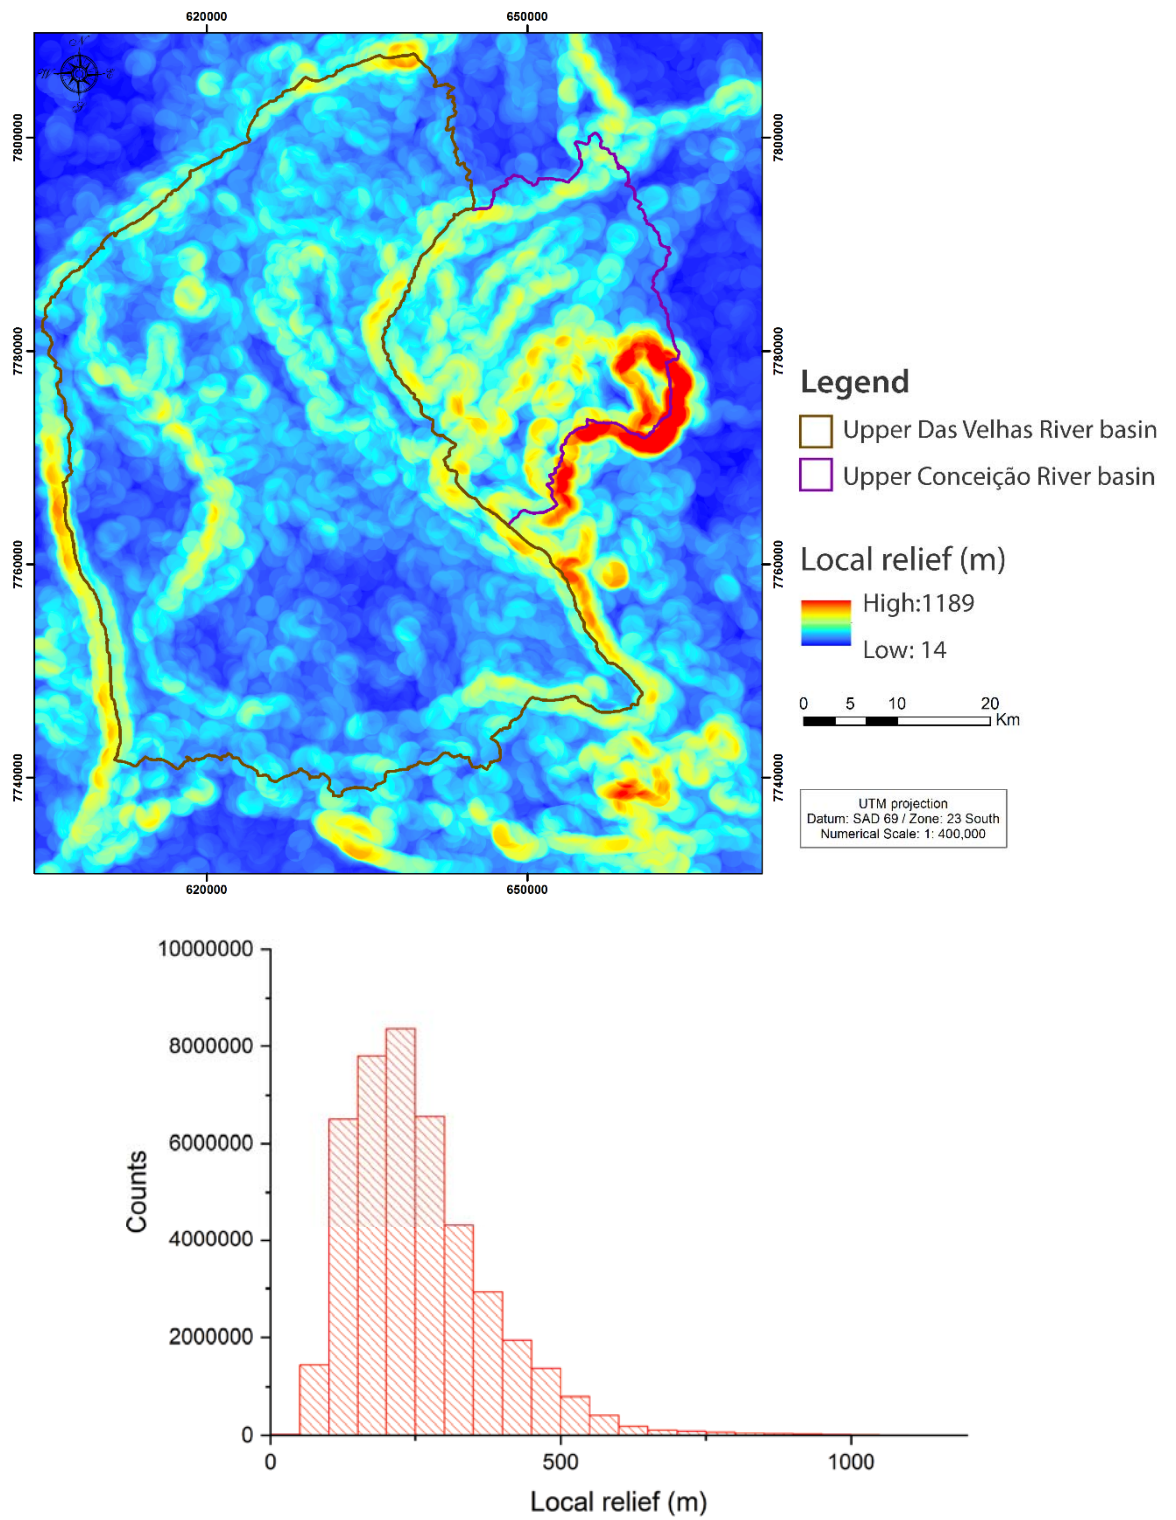 620000
650000
N
W
E
S
7800000
7800000
7780000
7780000
7760000
7760000
7740000
7740000
620000
650000
Legend
Upper Das Velhas River basin
Upper Conceição River basin
Local relief (m)
High:1189
Low: 14
0 5 10 20
Km
UTM projection
Datum: SAD 69 / Zone: 23 South
Numerical Scale: 1: 400,000
10000000
8000000
6000000
4000000
2000000
0
Counts
0 500 1000
Local relief (m)